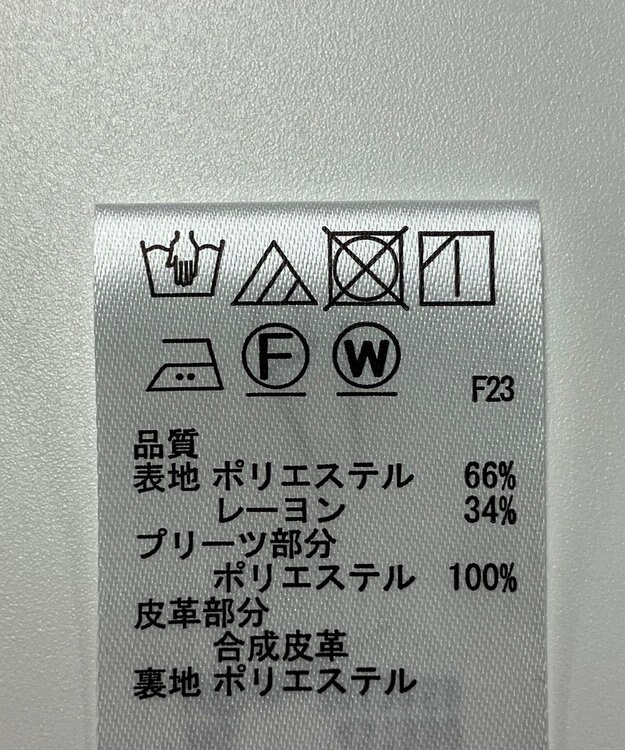 F W F23
品質
表地 ポリエステル 66%
レーヨン 34%
プリーツ部分
ポリエステル 100%
皮革部分
合成皮革
裏地 ポリエステル